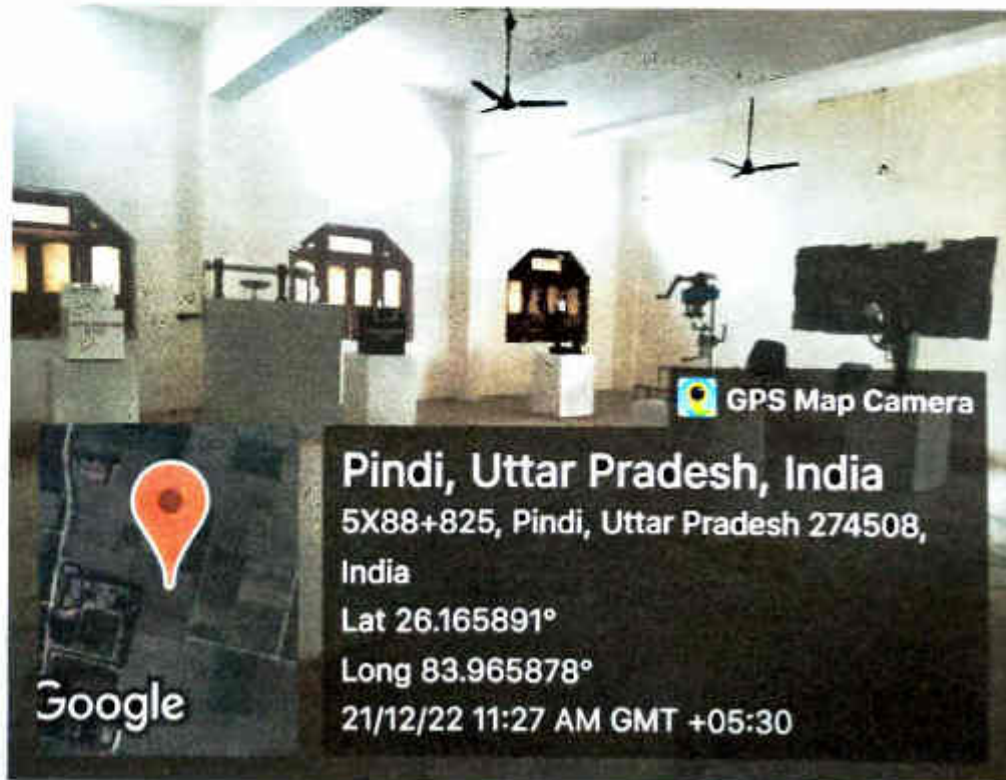 GPS Map Camera
Pindi, Uttar Pradesh, India
5X88+825, Pindi, Uttar Pradesh 274508,
India
Lat 26.165891°
Long 83.965878°
21/12/22 11:27 AM GMT +05:30
Google